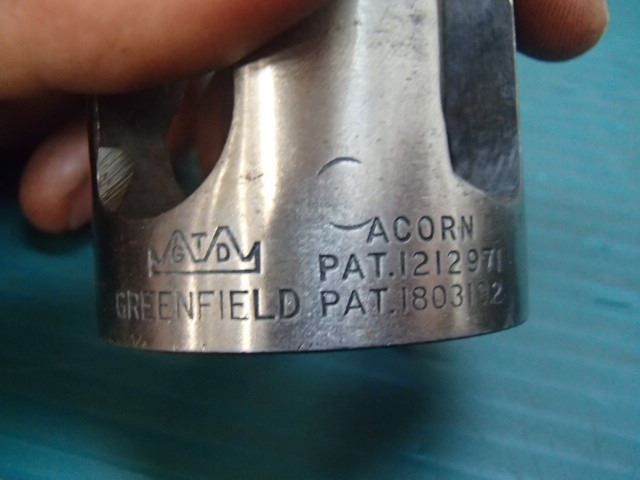 GTD
GREENFIELD
ACORN
PAT.1212971
PAT.1803192